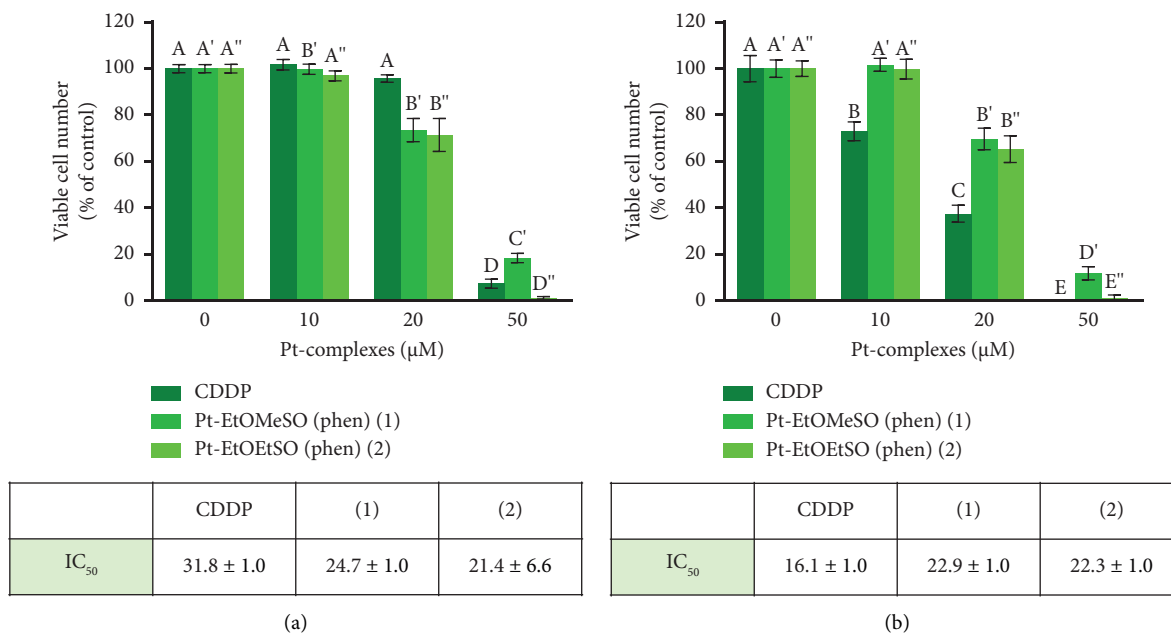 120
100
80
60
40
20
0
Viable cell number
(% of control)
A A' A"
A B' A"
A B' B"
D C' D"
0 10 20 50
Pt-complexes (μM)
CDDP
Pt-EtOMeSO (phen) (1)
Pt-EtOEtSO (phen) (2)
CDDP (1) (2)
IC50 31.8 ± 1.0 24.7 ± 1.0 21.4 ± 6.6
(a)
120
100
80
60
40
20
0
Viable cell number
(% of control)
A A' A"
B A' A"
C B' B"
E D' E"
0 10 20 50
Pt-complexes (μM)
CDDP
Pt-EtOMeSO (phen) (1)
Pt-EtOEtSO (phen) (2)
CDDP (1) (2)
IC50 16.1 ± 1.0 22.9 ± 1.0 22.3 ± 1.0
(b)